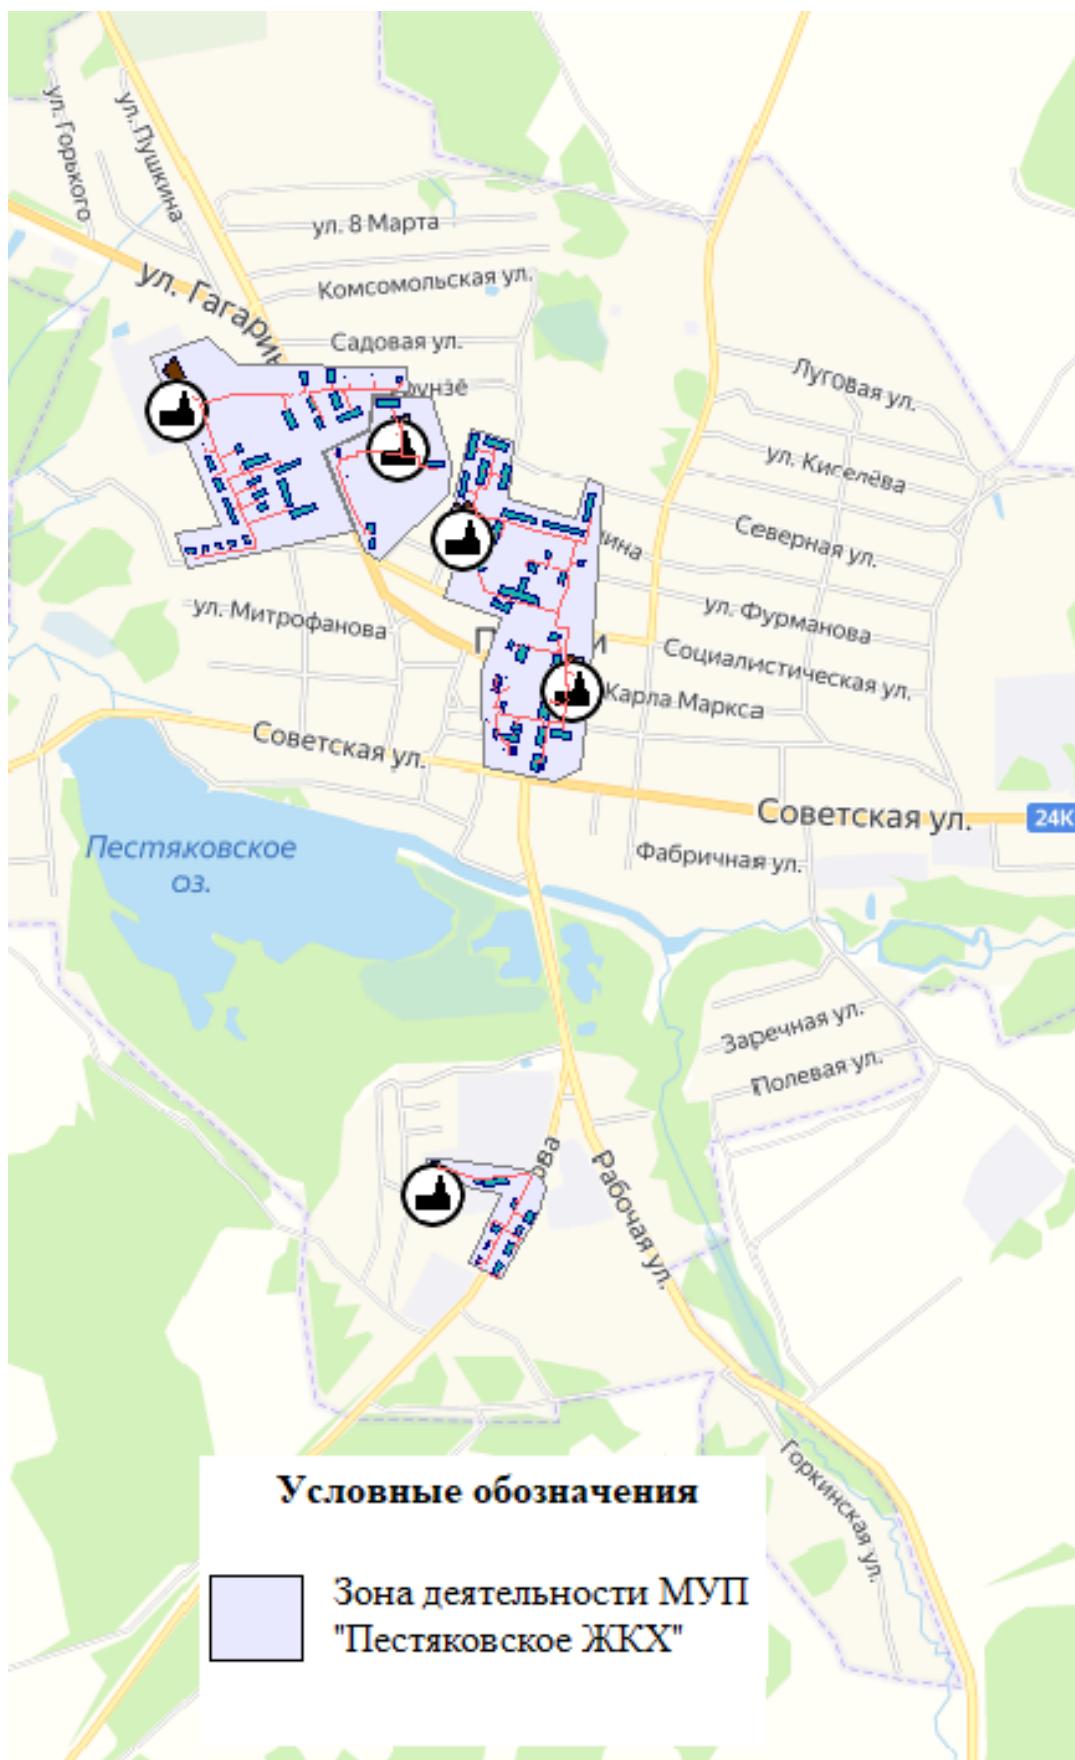 ул. Горького
ул. Пушкина
ул. 8 Марта
Комсомольская ул.
ул. Гагарин
Садовая ул.
Луговая ул.
ул. Киселёва
Северная ул.
ул. Фурманова
ул. Митрофанова
Социалистическая ул.
Карла Маркса
Советская ул.
Советская ул.
24К
Фабричная ул.
Пестяковское
оз.
Заречная ул.
Полевая ул.
Рабочая ул.
Горкинская ул.
Условные обозначения
Зона деятельности МУП
"Пестяковское ЖКХ"